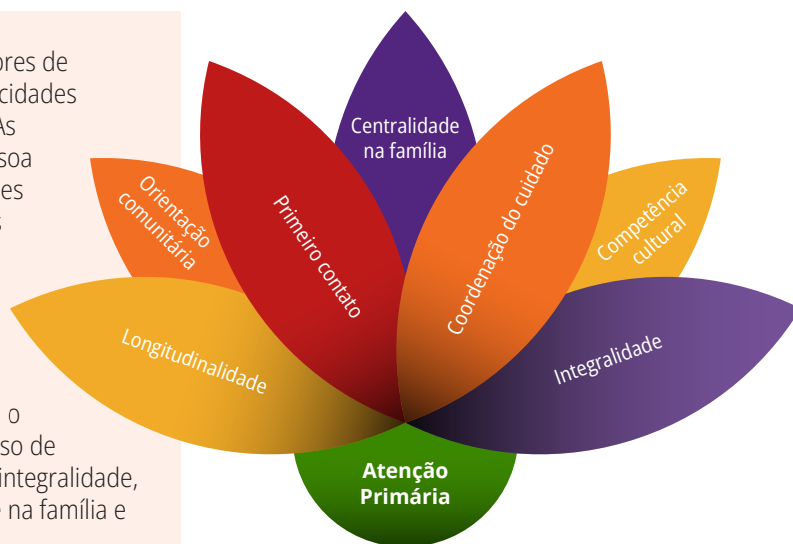 res de
cidades
As
soa
es
s
o
so de
integralidade,
na família e
Centralidade
na família
Primeiro contato
Coordenação do cuidado
Orientação
comunitária
Competência
cultural
Longitudinalidade
Integralidade
Atenção
Primária